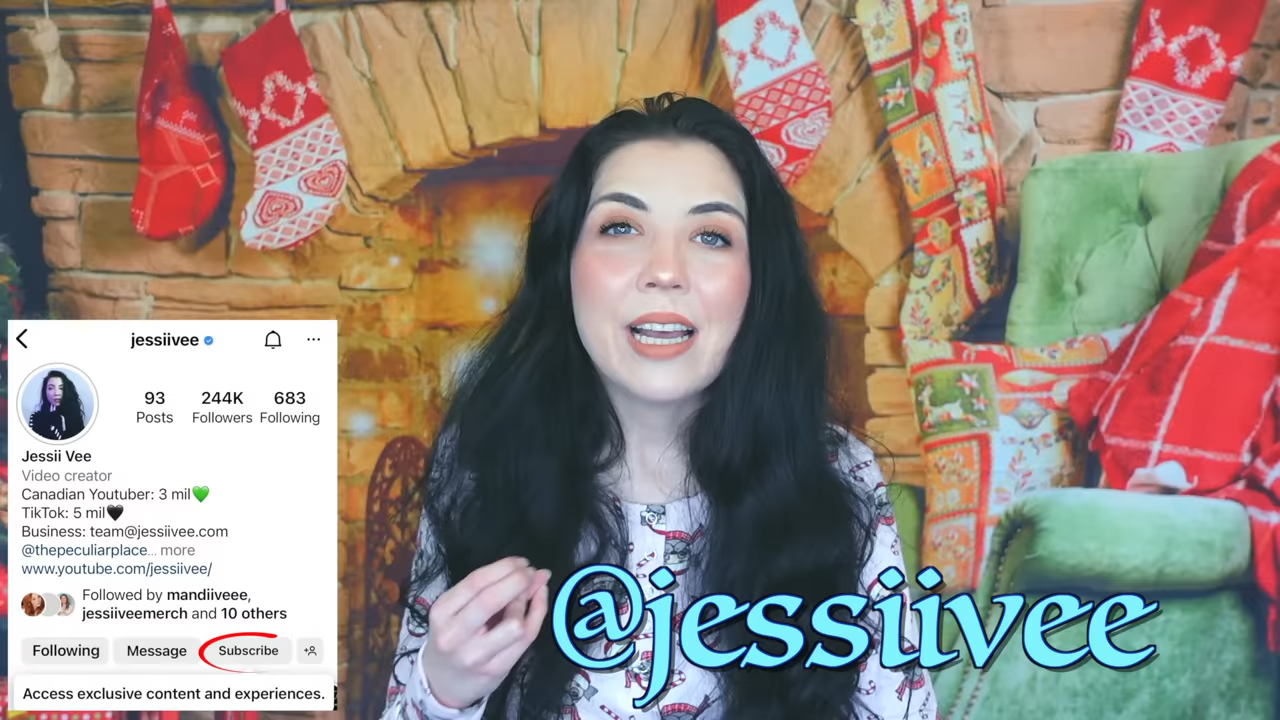 jessiivee
93 244K 683
Posts Followers Following
Jessii Vee
Video creator
Canadian Youtuber: 3 mil💚
TikTok: 5 mil🖤
Business: team@jessiivee.com
@thepeculiarplace... more
www.youtube.com/jessiivee/
Followed by mandiiveee,
jessiiveemerch and 10 others
Following Message Subscribe
Access exclusive content and experiences.
@jessiivee